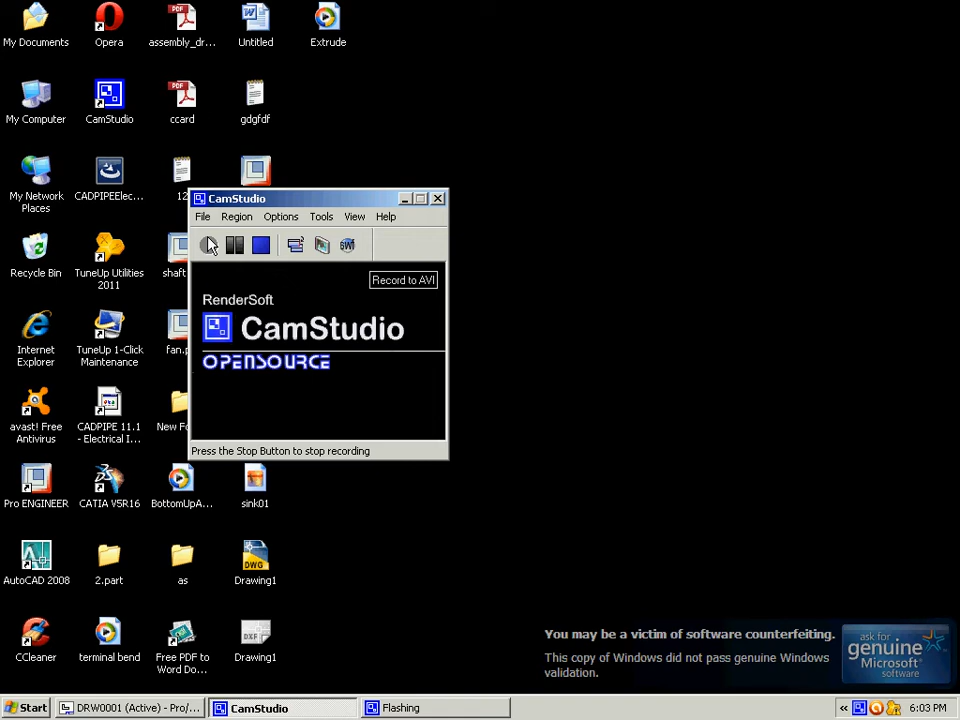 My Documents
Opera
assembly_dr...
Untitled
Extrude
My Computer
CamStudio
ccard
gdgfdf
My Network
Places
CADPIPEElec...
12
Recycle Bin
TuneUp Utilities
2011
shaft
Internet
Explorer
TuneUp 1-Click
Maintenance
fan.p
avast! Free
Antivirus
CADPIPE 11.1
- Electrical I...
New Fo
Pro ENGINEER
CATIA V5R16
BottomUpA...
sink01
AutoCAD 2008
2.part
as
Drawing1
CCleaner
terminal bend
Free PDF to
Word Do...
Drawing1
CamStudio
File Region Options Tools View Help
SWF
Record to AVI
RenderSoft
CamStudio
OPENSOURCE
Press the Stop Button to stop recording
You may be a victim of software counterfeiting.
This copy of Windows did not pass genuine Windows
validation.
ask for
genuine
Microsoft
software
Start
DRW0001 (Active) - Pro/...
CamStudio
Flashing
6:03 PM